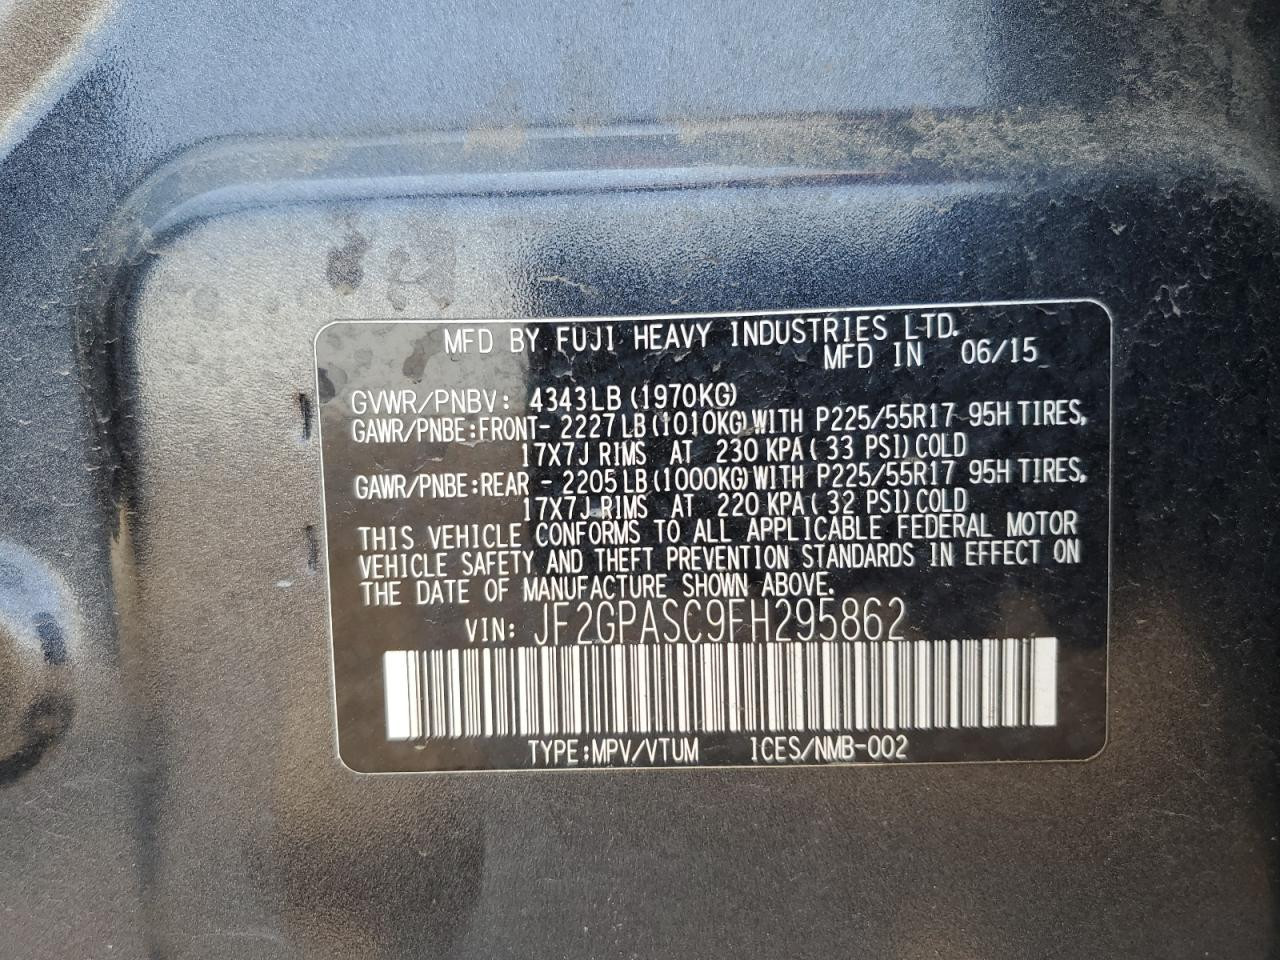 MFD BY FUJI HEAVY INDUSTRIES LTD.
MFD IN 06/15
GVWR/PNBV: 4343LB (1970KG)
GAWR/PNBE:FRONT- 2227LB (1010KG) WITH P225/55R17 95H TIRES,
17X7J RIMS AT 230 KPA ( 33 PSI) COLD
GAWR/PNBE:REAR - 2205LB (1000KG) WITH P225/55R17 95H TIRES,
17X7J RIMS AT 220 KPA ( 32 PSI) COLD
THIS VEHICLE CONFORMS TO ALL APPLICABLE FEDERAL MOTOR
VEHICLE SAFETY AND THEFT PREVENTION STANDARDS IN EFFECT ON
THE DATE OF MANUFACTURE SHOWN ABOVE.
VIN: JF2GPASC9FH295862
TYPE:MPV/VTUM ICES/NMB-002